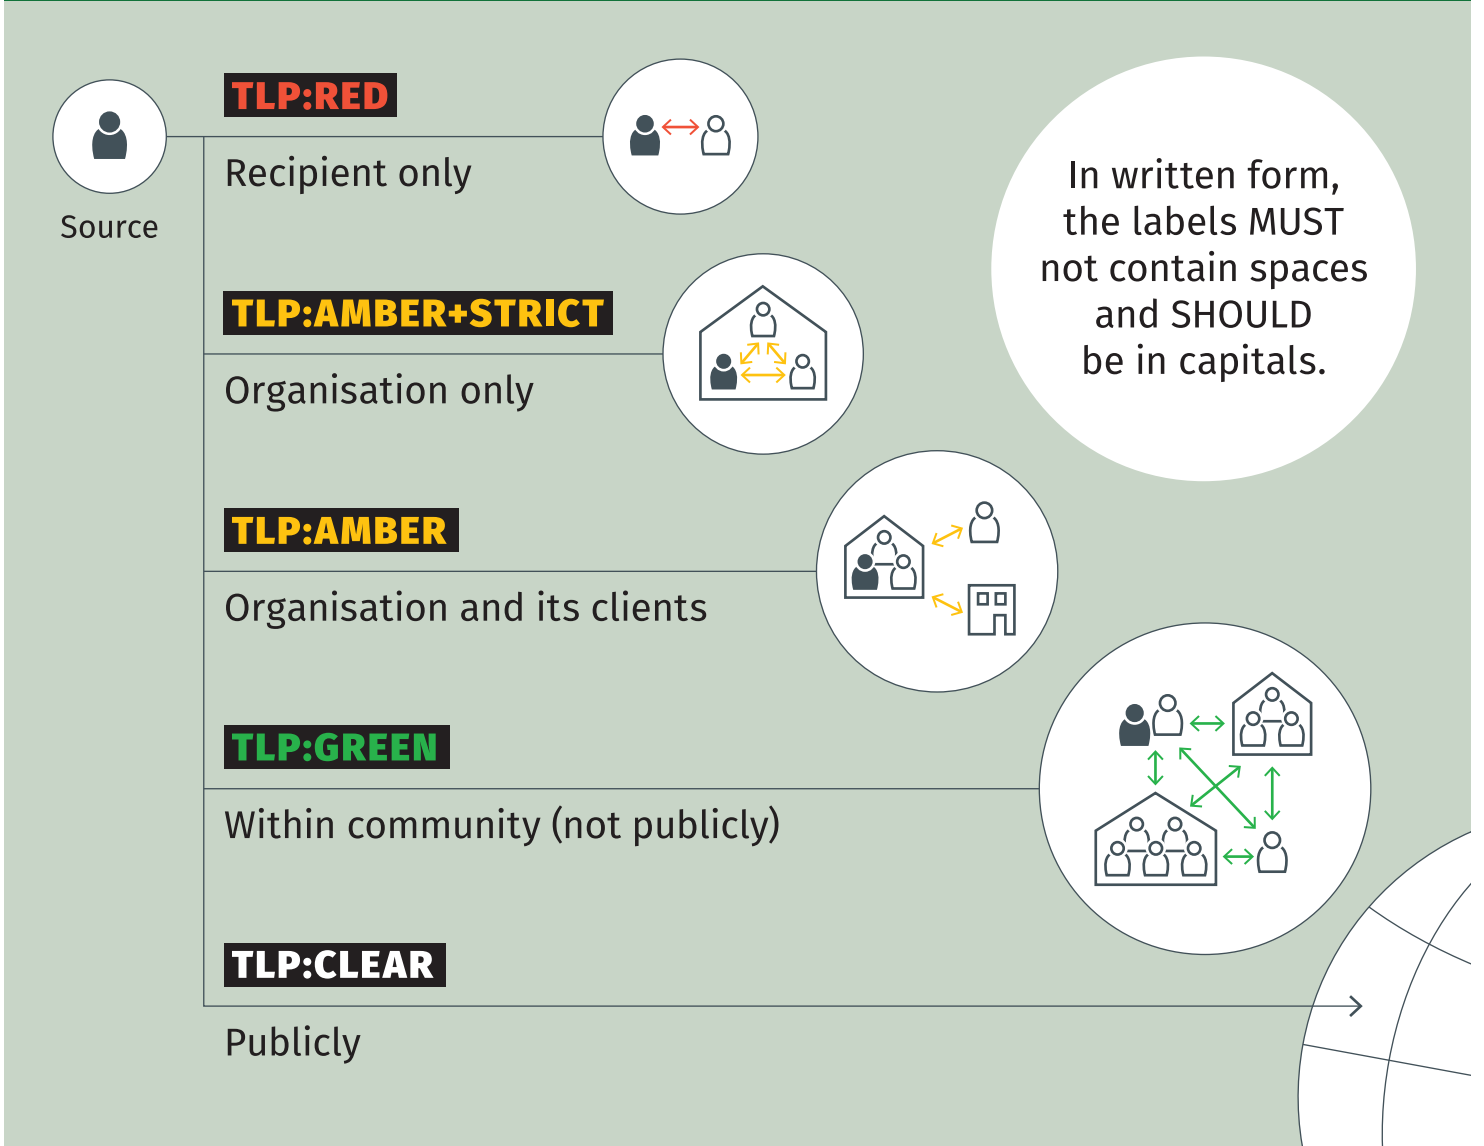 TLP:RED
Recipient only
Source
TLP:AMBER+STRICT
Organisation only
TLP:AMBER
Organisation and its clients
TLP:GREEN
Within community (not publicly)
TLP:CLEAR
Publicly
In written form,
the labels MUST
not contain spaces
and SHOULD
be in capitals.